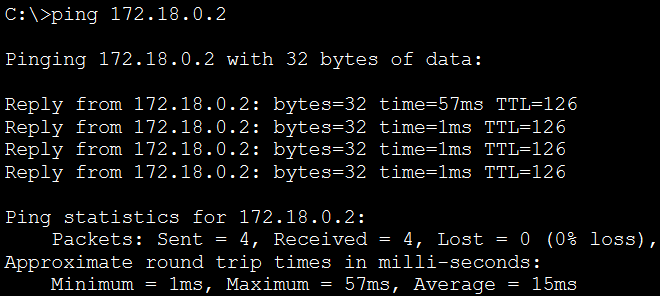 C:\>ping 172.18.0.2
Pinging 172.18.0.2 with 32 bytes of data:
Reply from 172.18.0.2: bytes=32 time=57ms TTL=126
Reply from 172.18.0.2: bytes=32 time=1ms TTL=126
Reply from 172.18.0.2: bytes=32 time=1ms TTL=126
Reply from 172.18.0.2: bytes=32 time=1ms TTL=126
Ping statistics for 172.18.0.2:
    Packets: Sent = 4, Received = 4, Lost = 0 (0% loss),
Approximate round trip times in milli-seconds:
    Minimum = 1ms, Maximum = 57ms, Average = 15ms